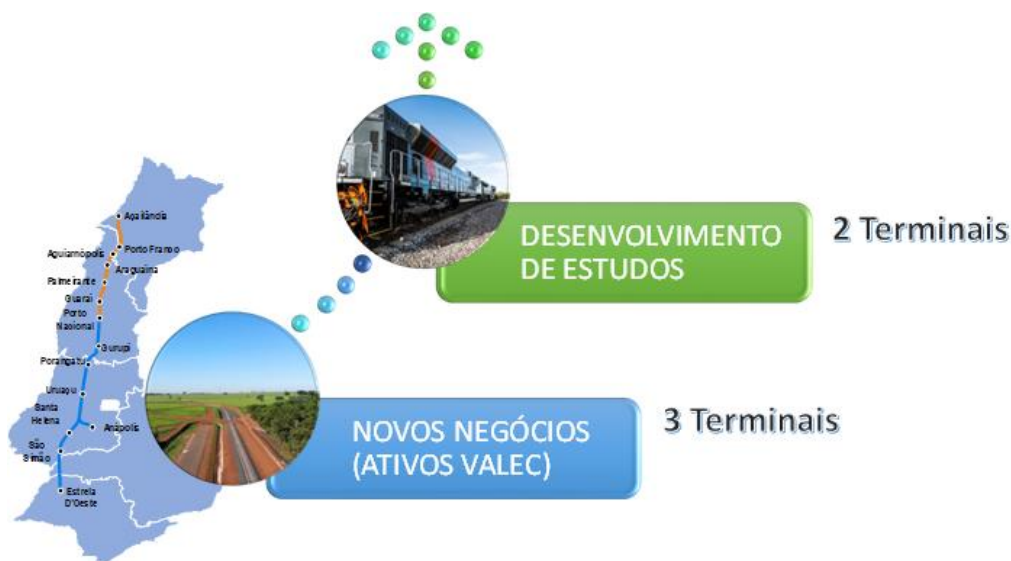 Açailância
Porto Franco
Aguiarnópolis
Araguaína
Palmeirante
Guaraí
Porto
Nacional
Gurupi
Porangatu
Uruaçu
Santa
Helena
Anápolis
São
Simão
Estrela
D'Oeste
DESENVOLVIMENTO
DE ESTUDOS
2 Terminais
NOVOS NEGÓCIOS
(ATIVOS VALEC)
3 Terminais